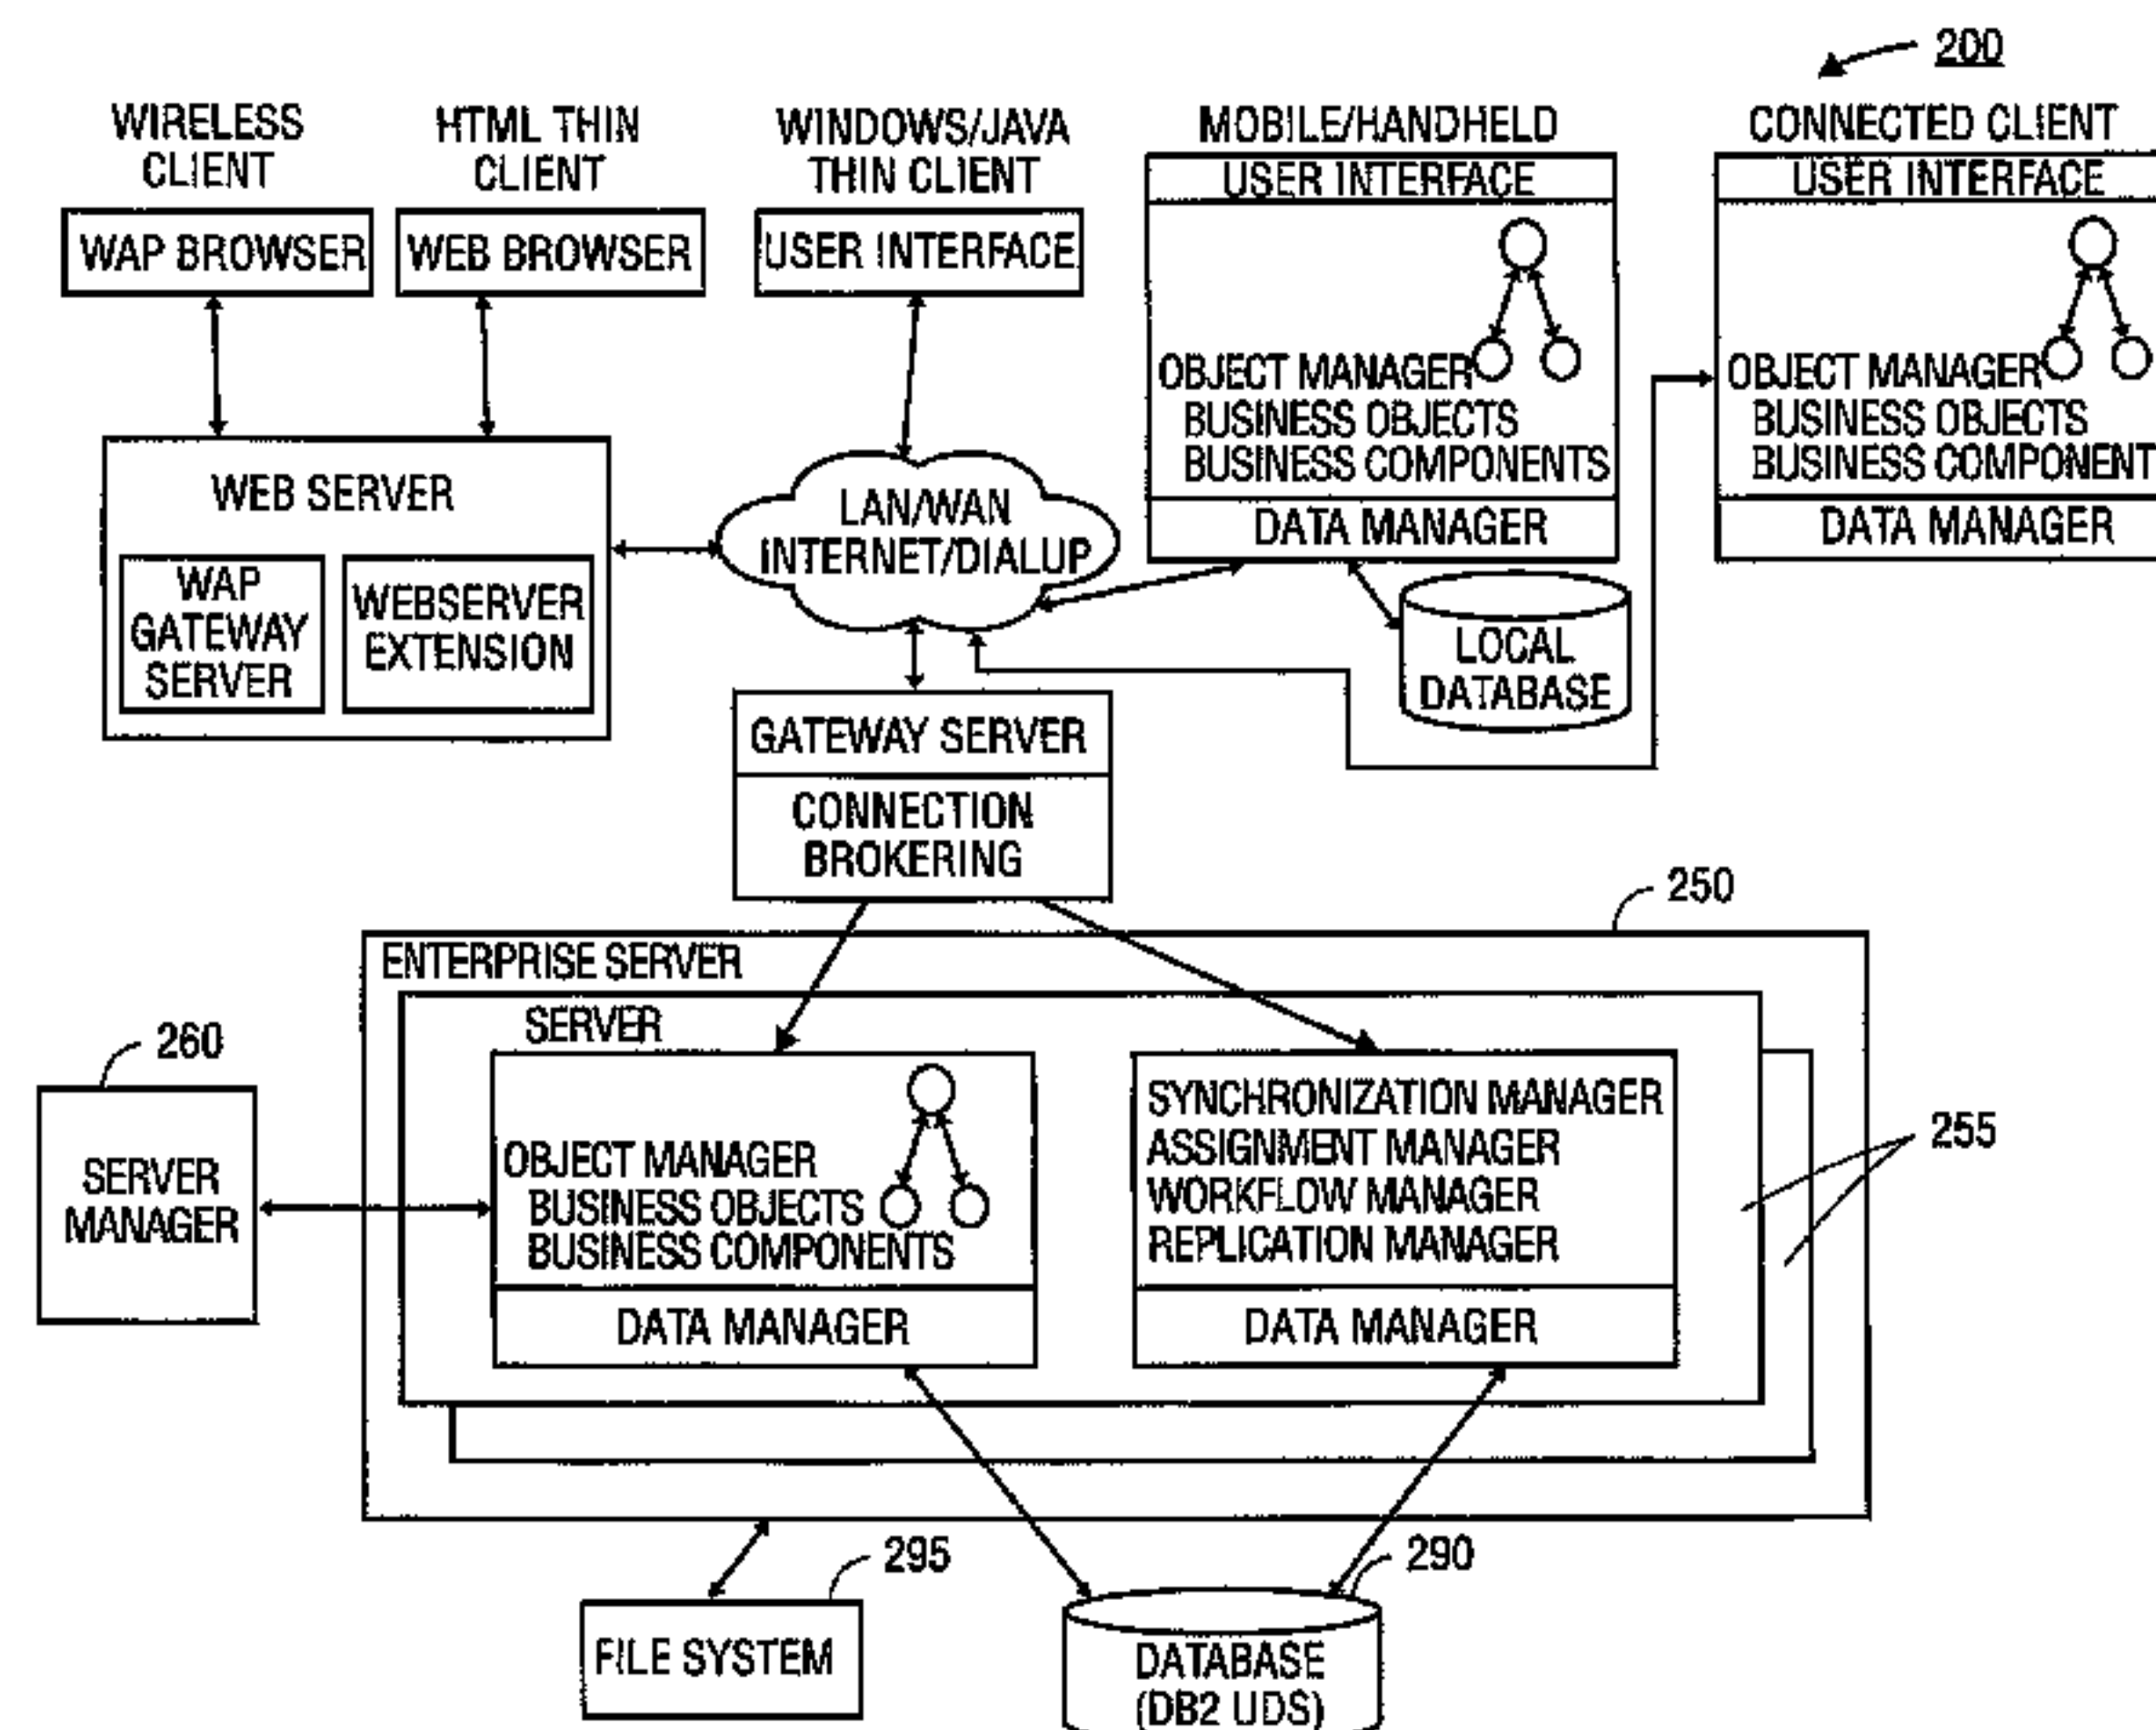 200
WIRELESS
CLIENT
WAP BROWSER
HTML THIN
CLIENT
WEB BROWSER
WINDOWS/JAVA
THIN CLIENT
USER INTERFACE
MOBILE/HANDHELD
USER INTERFACE
OBJECT MANAGER
BUSINESS OBJECTS
BUSINESS COMPONENTS
DATA MANAGER
CONNECTED CLIENT
USER INTERFACE
OBJECT MANAGER
BUSINESS OBJECTS
BUSINESS COMPONENT
DATA MANAGER
WEB SERVER
WAP
GATEWAY
SERVER
WEBSERVER
EXTENSION
LAN/WAN
INTERNET/DIALUP
LOCAL
DATABASE
GATEWAY SERVER
CONNECTION
BROKERING
250
ENTERPRISE SERVER
SERVER
260
SERVER
MANAGER
OBJECT MANAGER
BUSINESS OBJECTS
BUSINESS COMPONENTS
DATA MANAGER
SYNCHRONIZATION MANAGER
ASSIGNMENT MANAGER
WORKFLOW MANAGER
REPLICATION MANAGER
DATA MANAGER
255
295
FILE SYSTEM
290
DATABASE
(DB2 UDS)